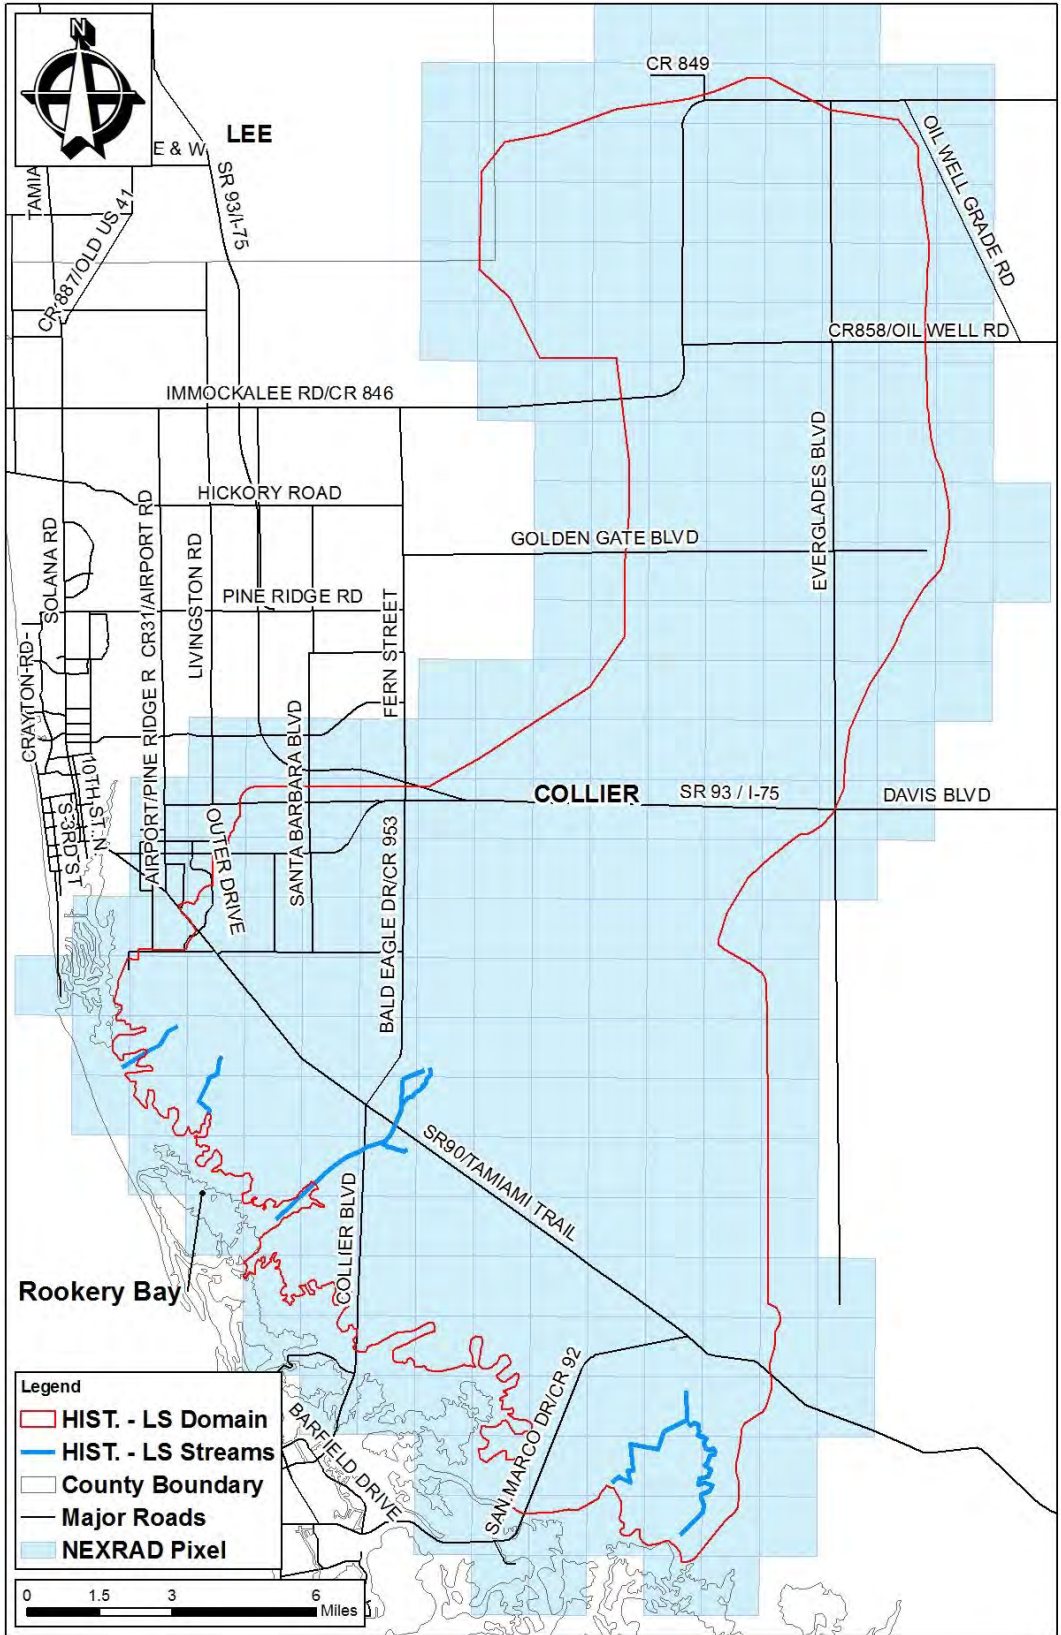 N
CR 849
LEE
E & W
TAMIA
SR 93/I-75
OIL WELL GRADE RD
CR 887/OLD US 41
CR858/OIL WELL RD
IMMOCKALEE RD/CR 846
EVERGLADES BLVD
HICKORY ROAD
SOLANA RD
CR31/AIRPORT RD
LIVINGSTON RD
GOLDEN GATE BLVD
PINE RIDGE RD
FERN STREET
CRAYTON RD
AIRPORT/PINE RIDGE R
SANTA BARBARA BLVD
10TH ST. N
S 3RD ST
OUTER DRIVE
COLLIER
SR 93 / I-75
DAVIS BLVD
BALD EAGLE DR/CR 953
SR90/TAMIAMI TRAIL
COLLIER BLVD
Rookery Bay
SAN MARCO DR/CR 92
BARFIELD DRIVE
Legend
HIST. - LS Domain
HIST. - LS Streams
County Boundary
Major Roads
NEXRAD Pixel
0 1.5 3 6
Miles